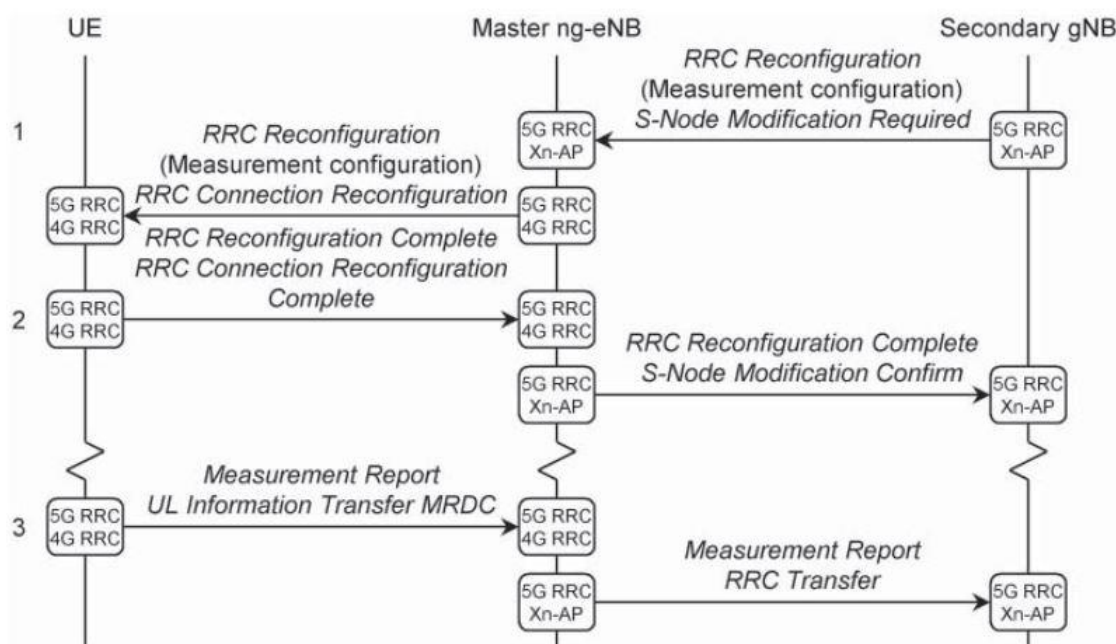 UE
Master ng-eNB
Secondary gNB
RRC Reconfiguration
(Measurement configuration)
S-Node Modification Required
1
5G RRC
Xn-AP
5G RRC
Xn-AP
RRC Reconfiguration
(Measurement configuration)
RRC Connection Reconfiguration
5G RRC
4G RRC
5G RRC
4G RRC
RRC Reconfiguration Complete
RRC Connection Reconfiguration
Complete
2
5G RRC
4G RRC
5G RRC
4G RRC
RRC Reconfiguration Complete
S-Node Modification Confirm
5G RRC
Xn-AP
5G RRC
Xn-AP
Measurement Report
UL Information Transfer MRDC
3
5G RRC
4G RRC
5G RRC
4G RRC
Measurement Report
RRC Transfer
5G RRC
Xn-AP
5G RRC
Xn-AP